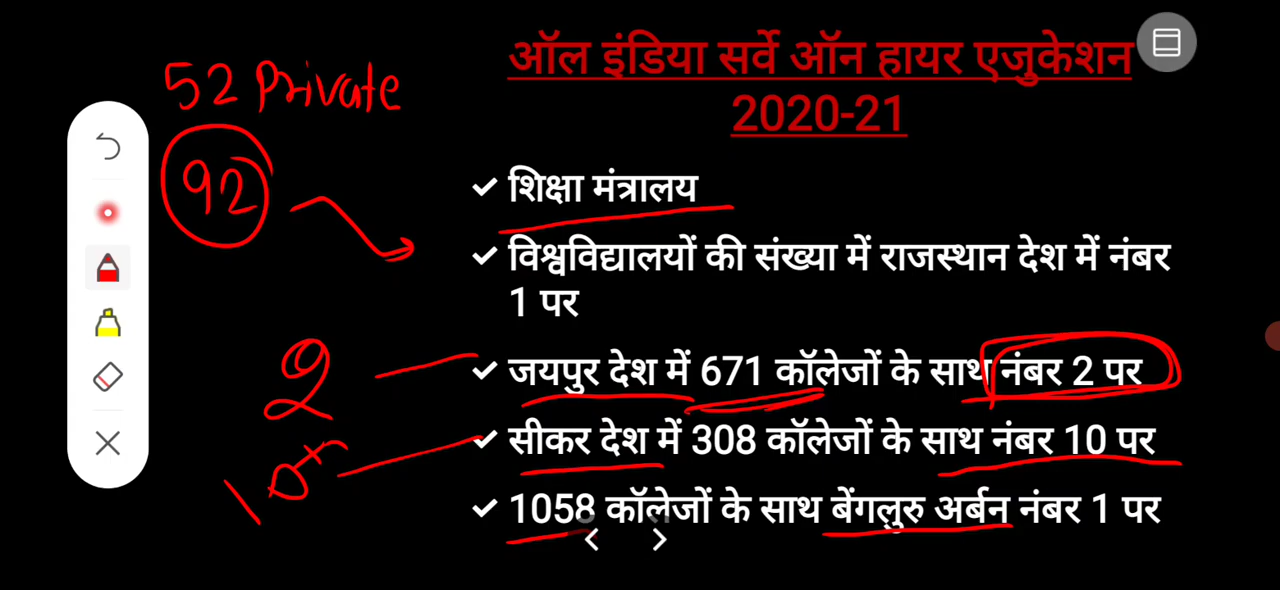 ऑल इंडिया सर्वे ऑन हायर एजुकेशन
2020-21
52 Private
92
✓ शिक्षा मंत्रालय
✓ विश्वविद्यालयों की संख्या में राजस्थान देश में नंबर
1 पर
2
✓ जयपुर देश में 671 कॉलेजों के साथ नंबर 2 पर
10th
✓ सीकर देश में 308 कॉलेजों के साथ नंबर 10 पर
✓ 1058 कॉलेजों के साथ बेंगलुरु अर्बन नंबर 1 पर